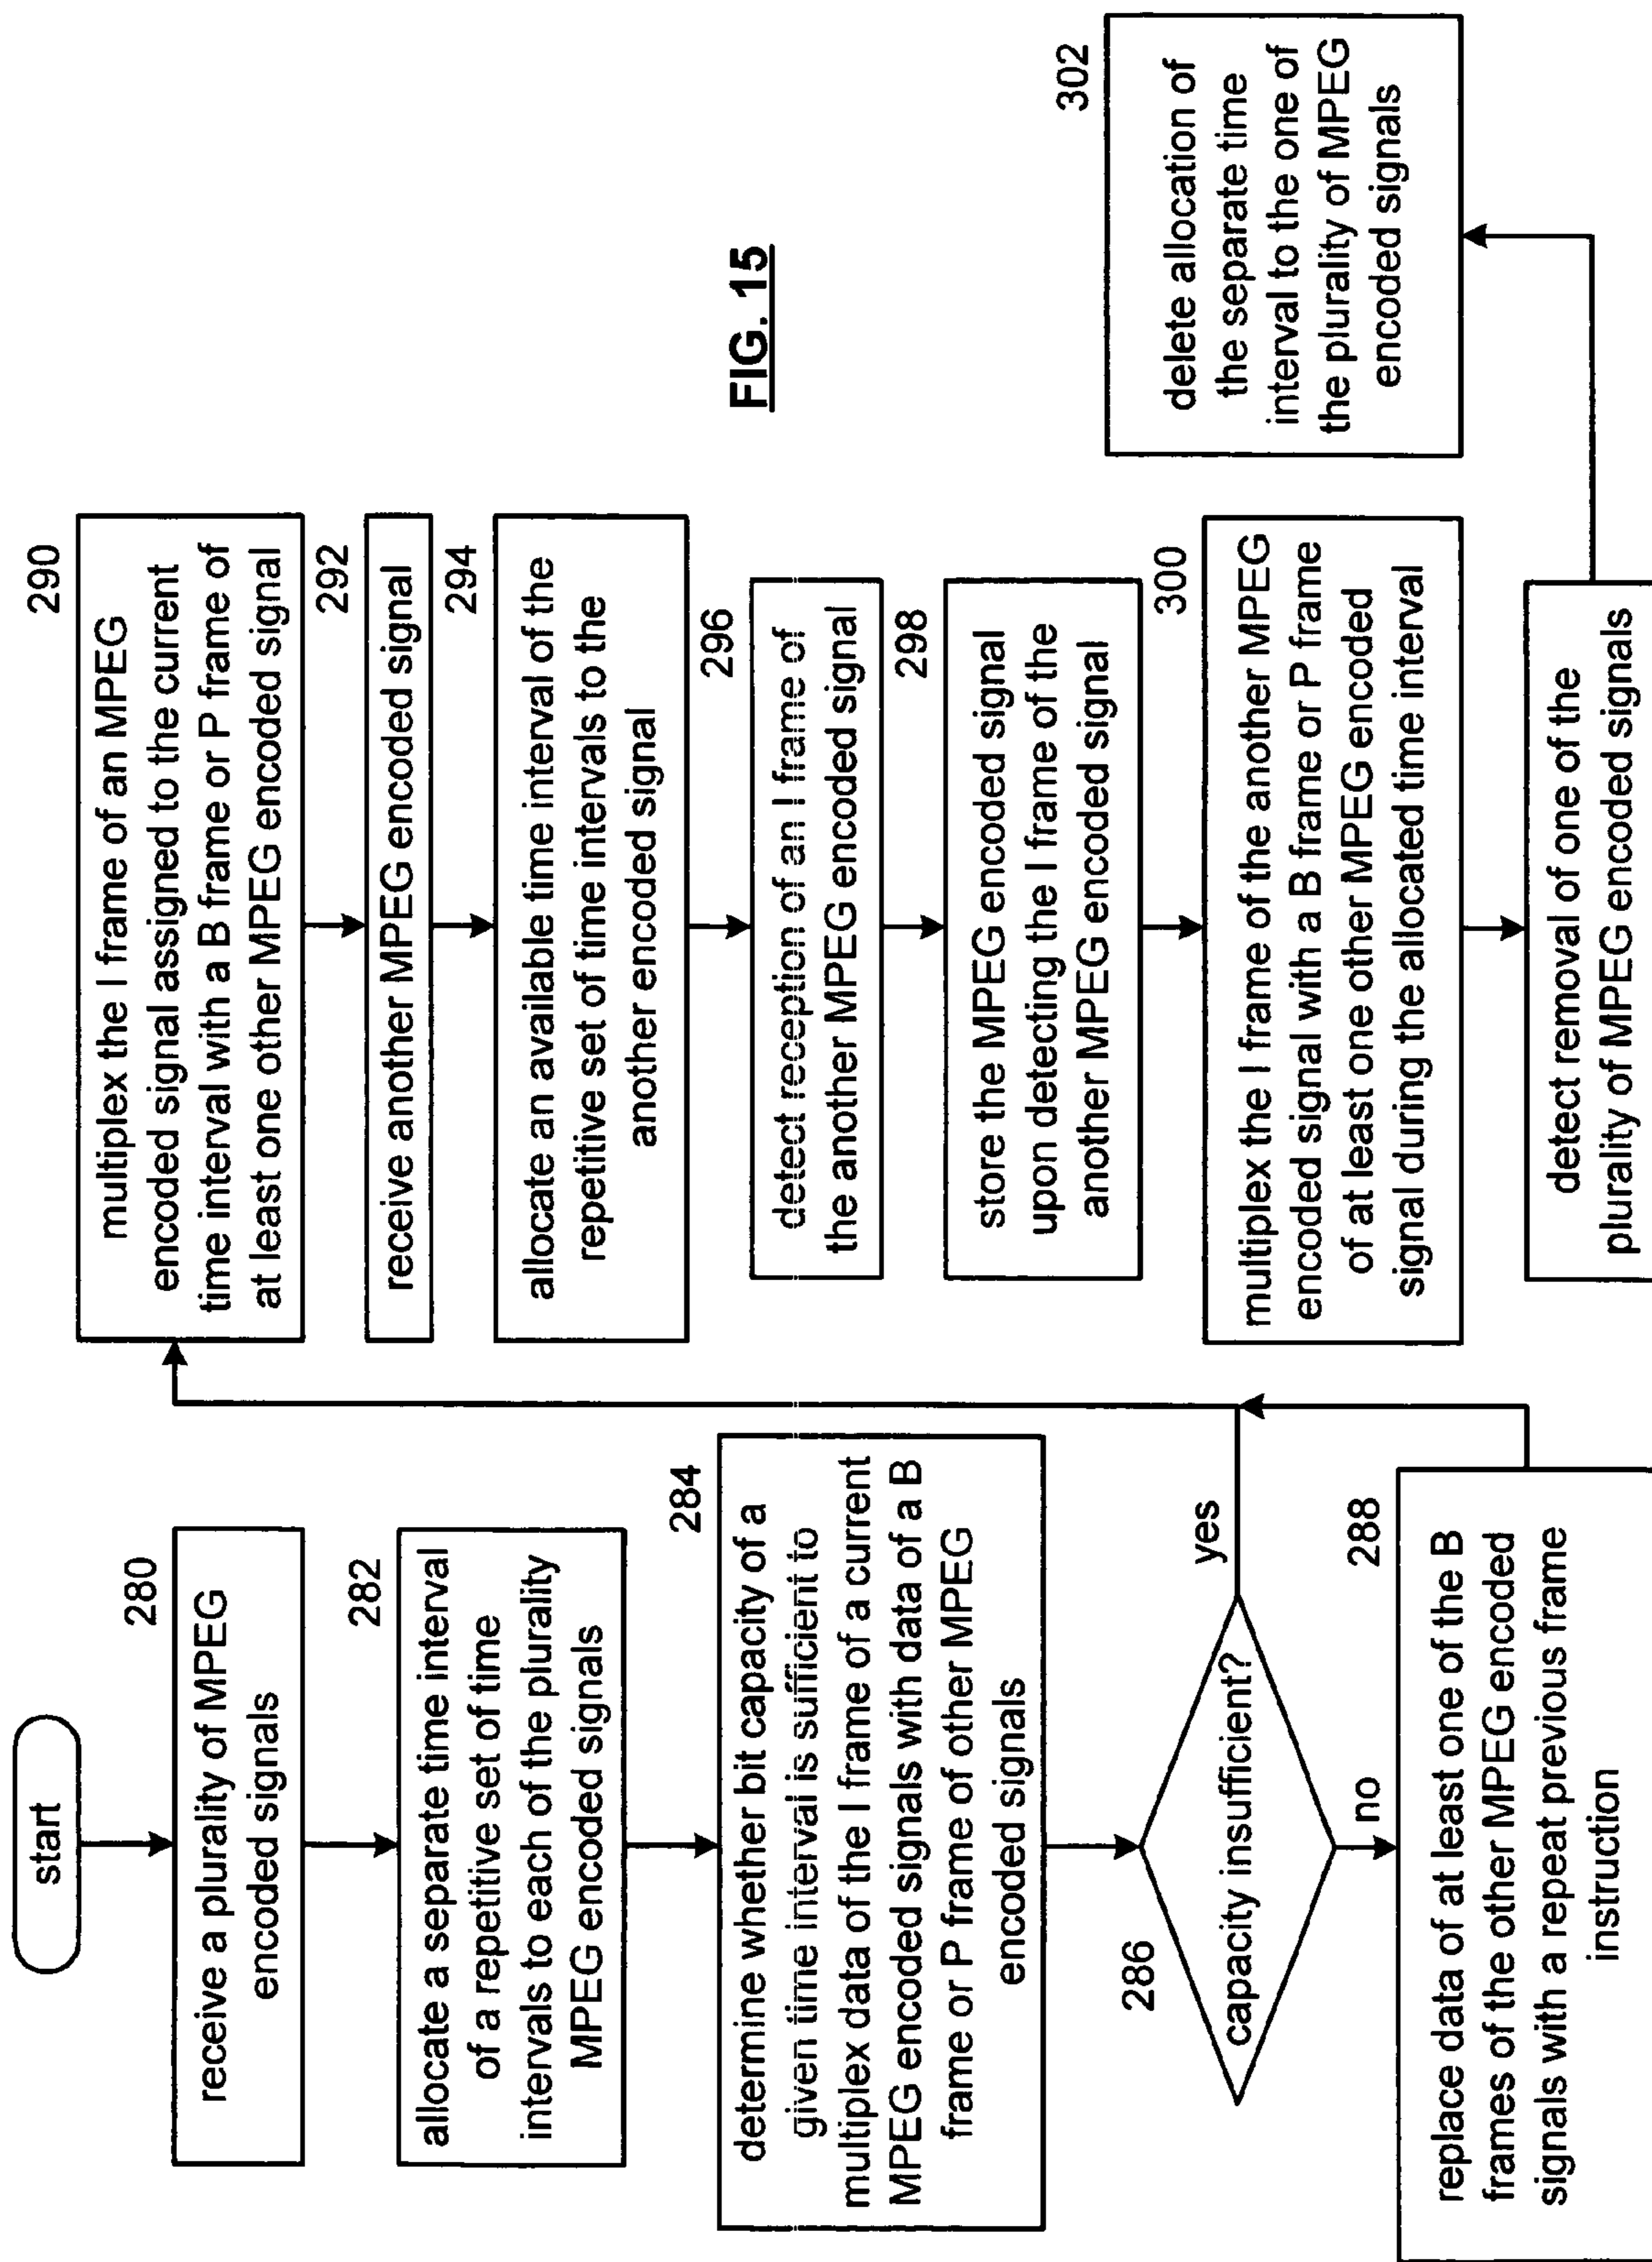 start
280
receive a plurality of MPEG
encoded signals
282
allocate a separate time interval
of a repetitive set of time
intervals to each of the plurality
MPEG encoded signals
284
determine whether bit capacity of a
given time interval is sufficient to
multiplex data of the I frame of a current
MPEG encoded signals with data of a B
frame or P frame of other MPEG
encoded signals
286
capacity insufficient?
yes
no
288
replace data of at least one of the B
frames of the other MPEG encoded
signals with a repeat previous frame
instruction
290
multiplex the I frame of an MPEG
encoded signal assigned to the current
time interval with a B frame or P frame of
at least one other MPEG encoded signal
292
receive another MPEG encoded signal
294
allocate an available time interval of the
repetitive set of time intervals to the
another encoded signal
296
detect reception of an I frame of
the another MPEG encoded signal
298
store the MPEG encoded signal
upon detecting the I frame of the
another MPEG encoded signal
300
multiplex the I frame of the another MPEG
encoded signal with a B frame or P frame
of at least one other MPEG encoded
signal during the allocated time interval
detect removal of one of the
plurality of MPEG encoded signals
302
delete allocation of
the separate time
interval to the one of
the plurality of MPEG
encoded signals
FIG. 15